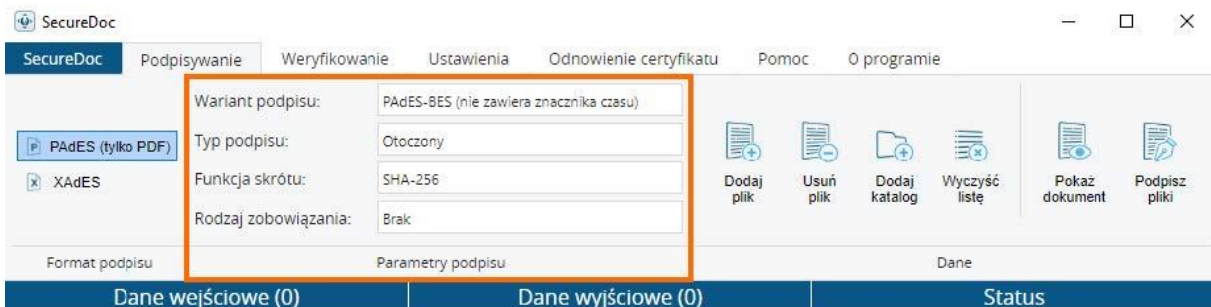 SecureDoc
SecureDoc Podpisywanie Weryfikowanie Ustawienia Odnowienie certyfikatu Pomoc O programie
PAdES (tylko PDF)
XAdES
Format podpisu
Wariant podpisu: PAdES-BES (nie zawiera znacznika czasu)
Typ podpisu: Otoczony
Funkcja skrótu: SHA-256
Rodzaj zobowiązania: Brak
Parametry podpisu
Dodaj
plik
Usuń
plik
Dodaj
katalog
Wyczyść
listę
Pokaż
dokument
Podpisz
pliki
Dane
Dane wejściowe (0) Dane wyjściowe (0) Status